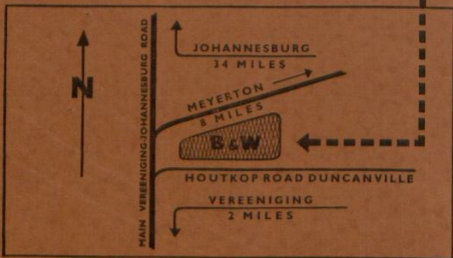 N
MAIN VEREENIGING-JOHANNESBURG ROAD
JOHANNESBURG
34 MILES
MEYERTON
8 MILES
B & W
HOUTKOP ROAD DUNCANVILLE
VEREENIGING
2 MILES